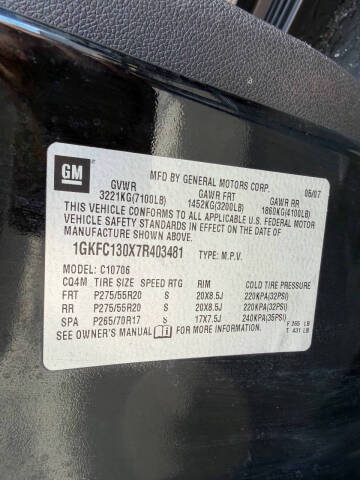 GM
MFD BY GENERAL MOTORS CORP. 06/07
GVWR GAWR FRT GAWR RR
3221KG(7100LB) 1452KG(3200LB) 1860KG(4100LB)
THIS VEHICLE CONFORMS TO ALL APPLICABLE U.S. FEDERAL MOTOR
VEHICLE SAFETY STANDARDS IN EFFECT ON THE DATE OF
MANUFACTURE SHOWN ABOVE.
1GKFC130X7R403481 TYPE: M.P.V.
MODEL: C10706
CQ4M TIRE SIZE SPEED RTG RIM COLD TIRE PRESSURE
FRT P275/55R20 S 20X8.5J 220KPA(32PSI)
RR P275/55R20 S 20X8.5J 220KPA(32PSI)
SPA P265/70R17 S 17X7.5J 240KPA(35PSI)
SEE OWNER'S MANUAL FOR MORE INFORMATION.
T 431 LB